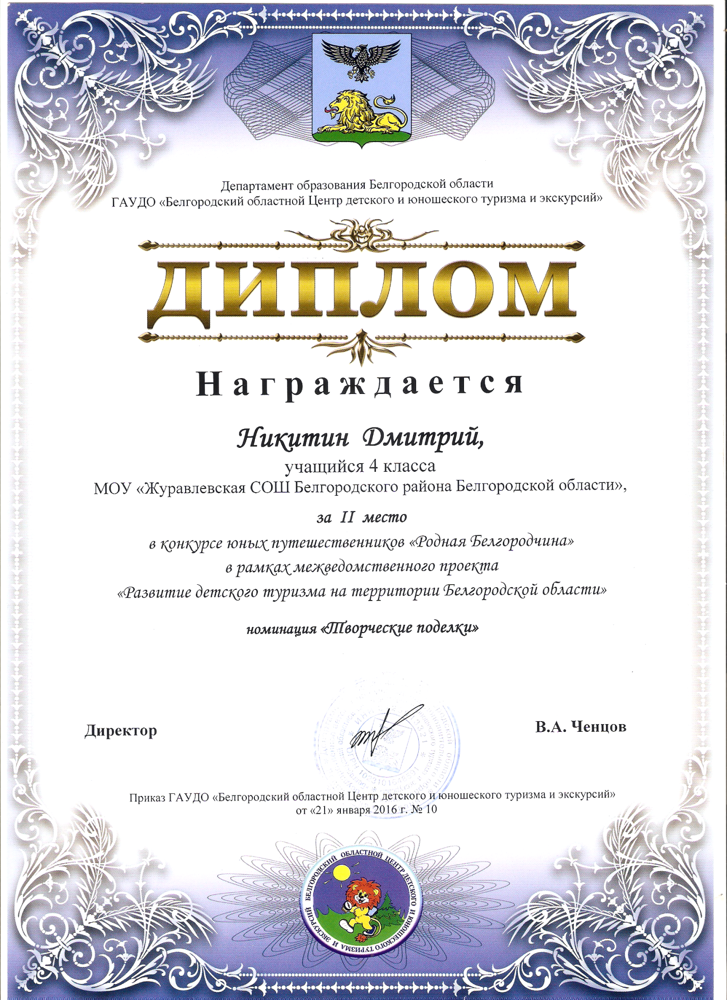 Департамент образования Белгородской области
ГАУДО «Белгородский областной Центр детского и юношеского туризма и экскурсий»
ДИПЛОМ
Награждается
Никитин Дмитрий,
учащийся 4 класса
МОУ «Журавлевская СОШ Белгородского района Белгородской области»,
за II место
в конкурсе юных путешественников «Родная Белгородчина»
в рамках межведомственного проекта
«Развитие детского туризма на территории Белгородской области»
номинация «Творческие поделки»
Директор
В.А. Ченцов
Приказ ГАУДО «Белгородский областной Центр детского и юношеского туризма и экскурсий»
от «21» января 2016 г. № 10
БЕЛГОРОДСКИЙ ОБЛАСТНОЙ ЦЕНТР ДЕТСКОГО И ЮНОШЕСКОГО ТУРИЗМА И ЭКСКУРСИЙ